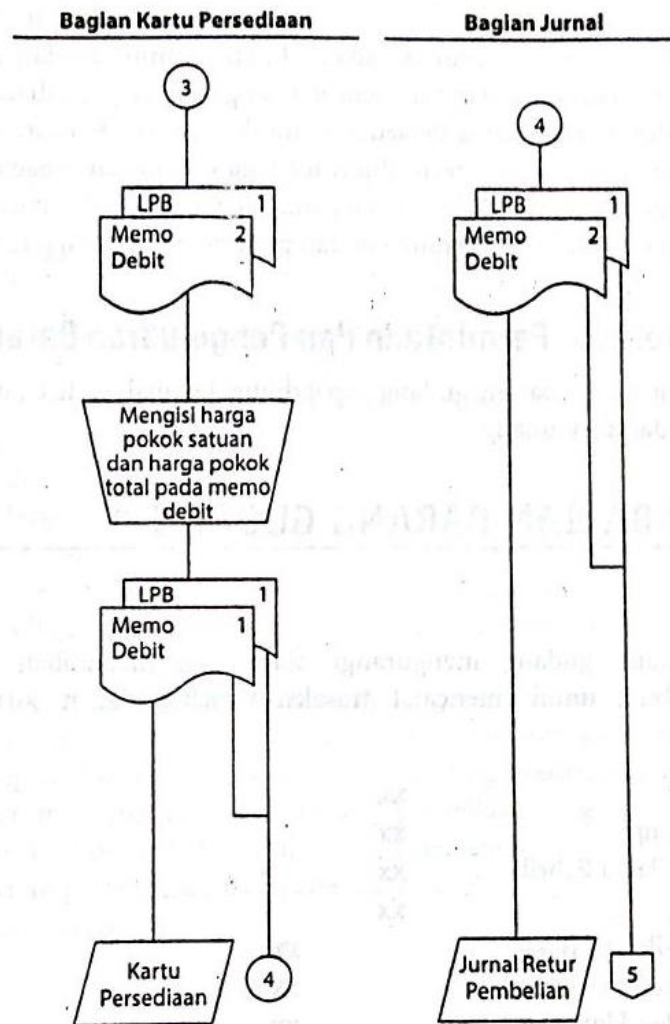 Bagian Kartu Persediaan
3
LPB 1
Memo 2
Debit
Mengisi harga
pokok satuan
dan harga pokok
total pada memo
debit
LPB 1
Memo 1
Debit
Kartu
Persediaan
4
Bagian Jurnal
4
LPB 1
Memo 2
Debit
Jurnal Retur
Pembelian
5